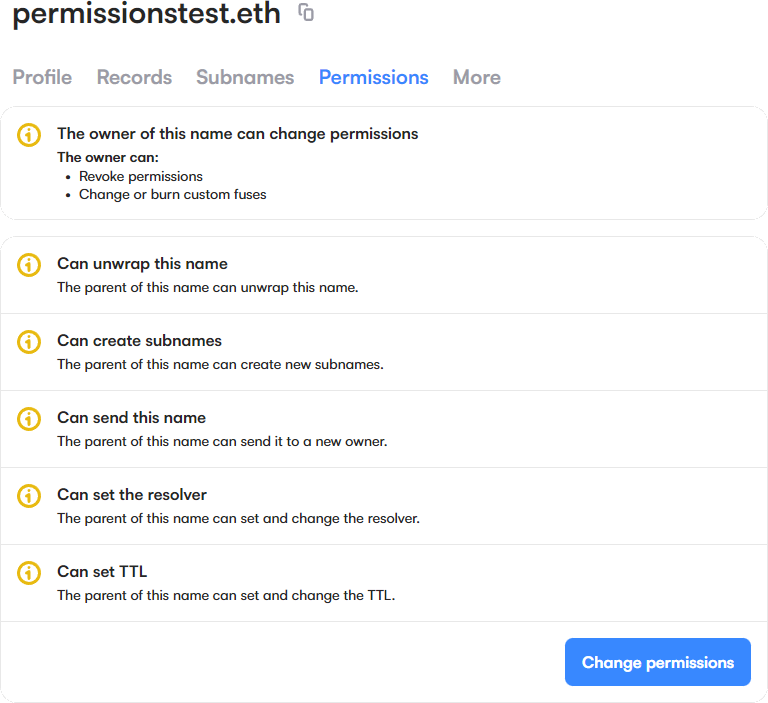 permissionstest.eth
Profile Records Subnames Permissions More
The owner of this name can change permissions
The owner can:
• Revoke permissions
• Change or burn custom fuses
Can unwrap this name
The parent of this name can unwrap this name.
Can create subnames
The parent of this name can create new subnames.
Can send this name
The parent of this name can send it to a new owner.
Can set the resolver
The parent of this name can set and change the resolver.
Can set TTL
The parent of this name can set and change the TTL.
Change permissions